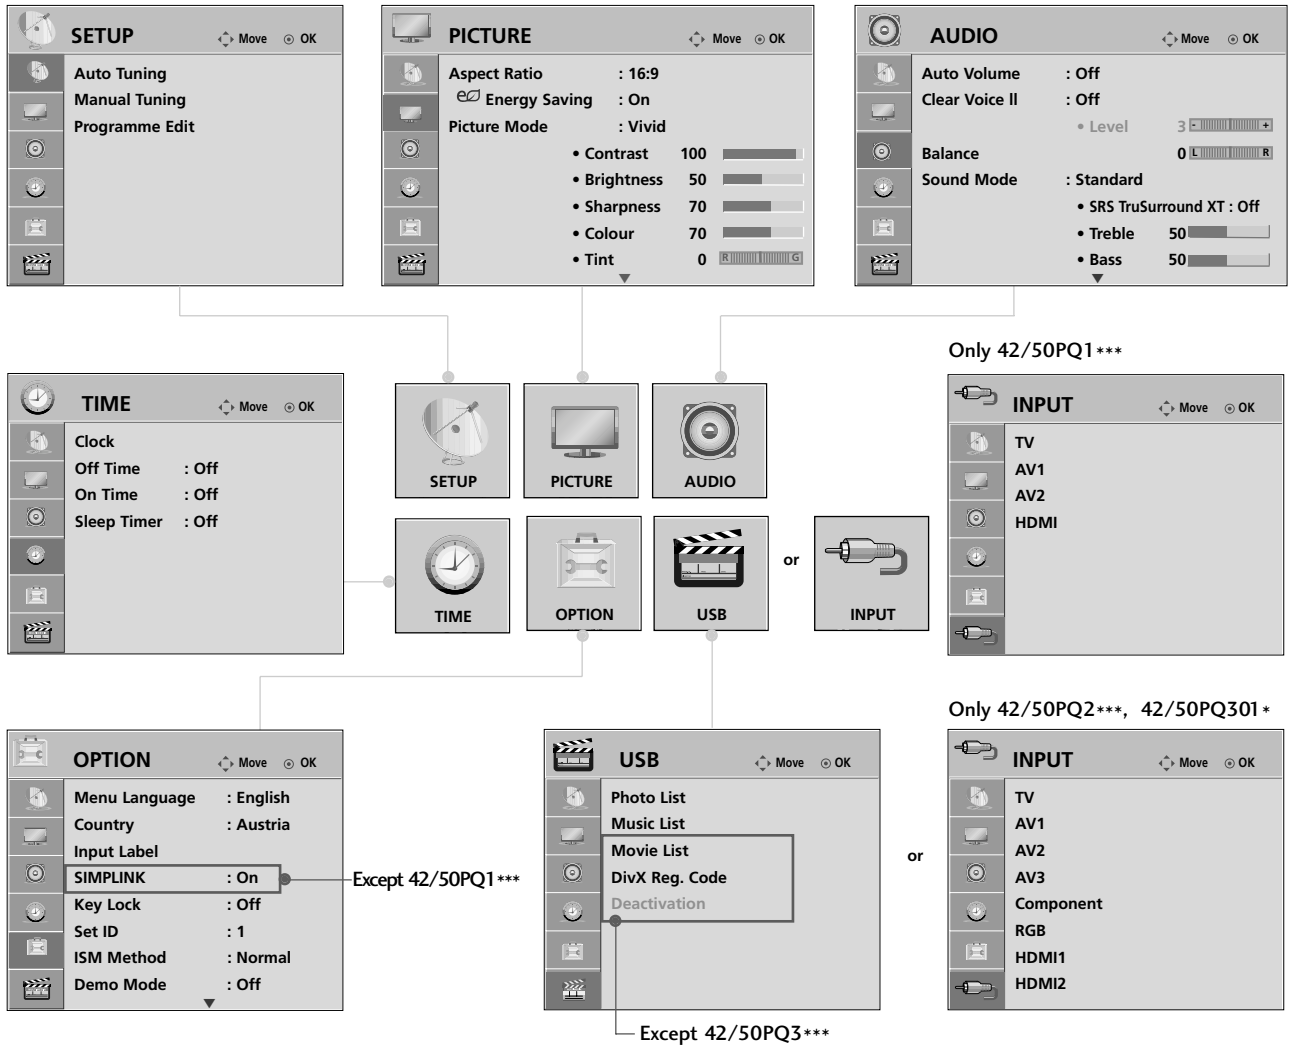 SETUP Move OK
Auto Tuning
Manual Tuning
Programme Edit
PICTURE Move OK
Aspect Ratio : 16:9
eco Energy Saving : On
Picture Mode : Vivid
• Contrast 100
• Brightness 50
• Sharpness 70
• Colour 70
• Tint 0 R G
AUDIO Move OK
Auto Volume : Off
Clear Voice ll : Off
• Level 3 - +
Balance 0 L R
Sound Mode : Standard
• SRS TruSurround XT : Off
• Treble 50
• Bass 50
TIME Move OK
Clock
Off Time : Off
On Time : Off
Sleep Timer : Off
SETUP
PICTURE
AUDIO
TIME
OPTION
USB
or
INPUT
Only 42/50PQ1***
INPUT Move OK
TV
AV1
AV2
HDMI
OPTION Move OK
Menu Language : English
Country : Austria
Input Label
SIMPLINK : On
Key Lock : Off
Set ID : 1
ISM Method : Normal
Demo Mode : Off
Except 42/50PQ1***
USB Move OK
Photo List
Music List
Movie List
DivX Reg. Code
Deactivation
Except 42/50PQ3***
or
Only 42/50PQ2***, 42/50PQ301*
INPUT Move OK
TV
AV1
AV2
AV3
Component
RGB
HDMI1
HDMI2